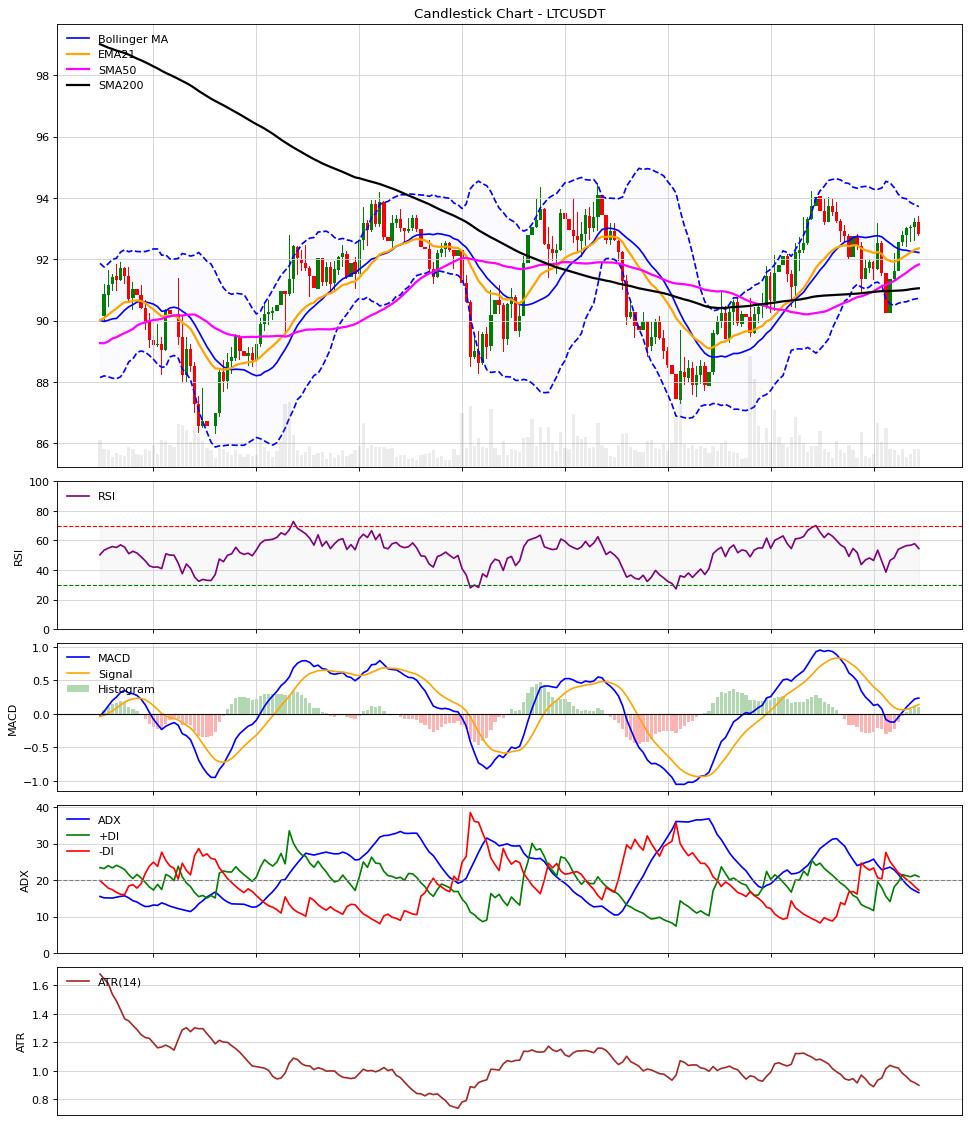 Candlestick Chart - LTCUSDT
Bollinger MA
EMA21
SMA50
SMA200
98
96
94
92
90
88
86
RSI
100
80
60
40
20
0
RSI
MACD
Signal
Histogram
1.0
0.5
0.0
−0.5
−1.0
MACD
ADX
+DI
-DI
40
30
20
10
0
ADX
ATR(14)
1.6
1.4
1.2
1.0
0.8
ATR